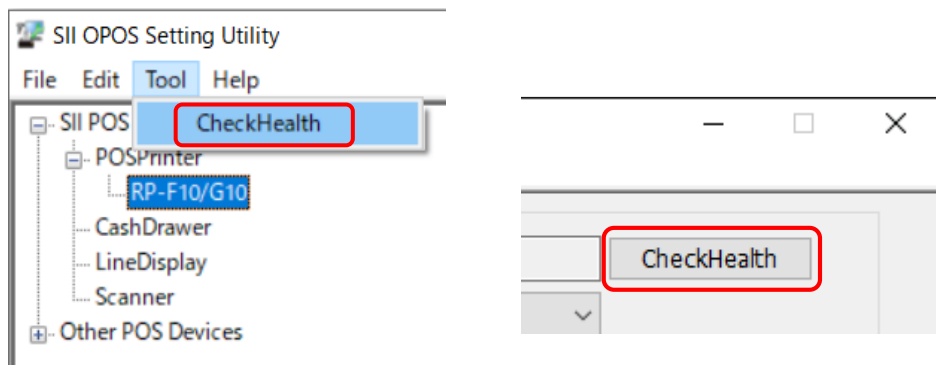 SII OPOS Setting Utility
File Edit Tool Help
CheckHealth
SII POS
POSPrinter
RP-F10/G10
CashDrawer
LineDisplay
Scanner
Other POS Devices
CheckHealth